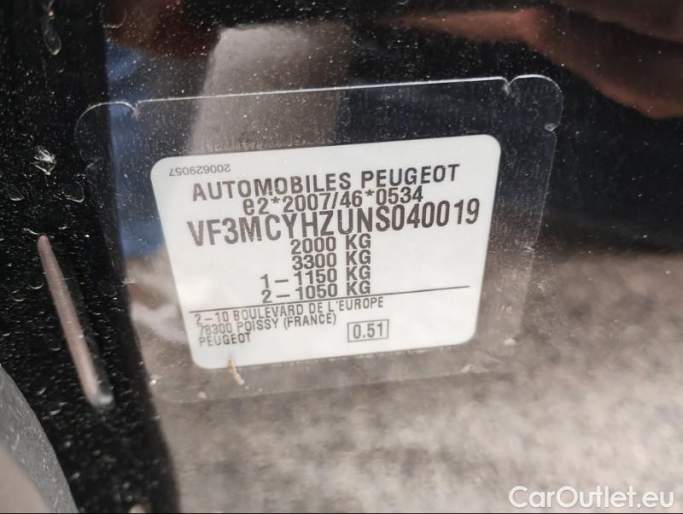 200629057
AUTOMOBILES PEUGEOT
e2*2007/46*0534
VF3MCYHZUNS040019
2000 KG
3300 KG
1-1150 KG
2-1050 KG
2-10 BOULEVARD DE L'EUROPE
78300 POISSY (FRANCE)
PEUGEOT
0.51
CarOutlet.eu